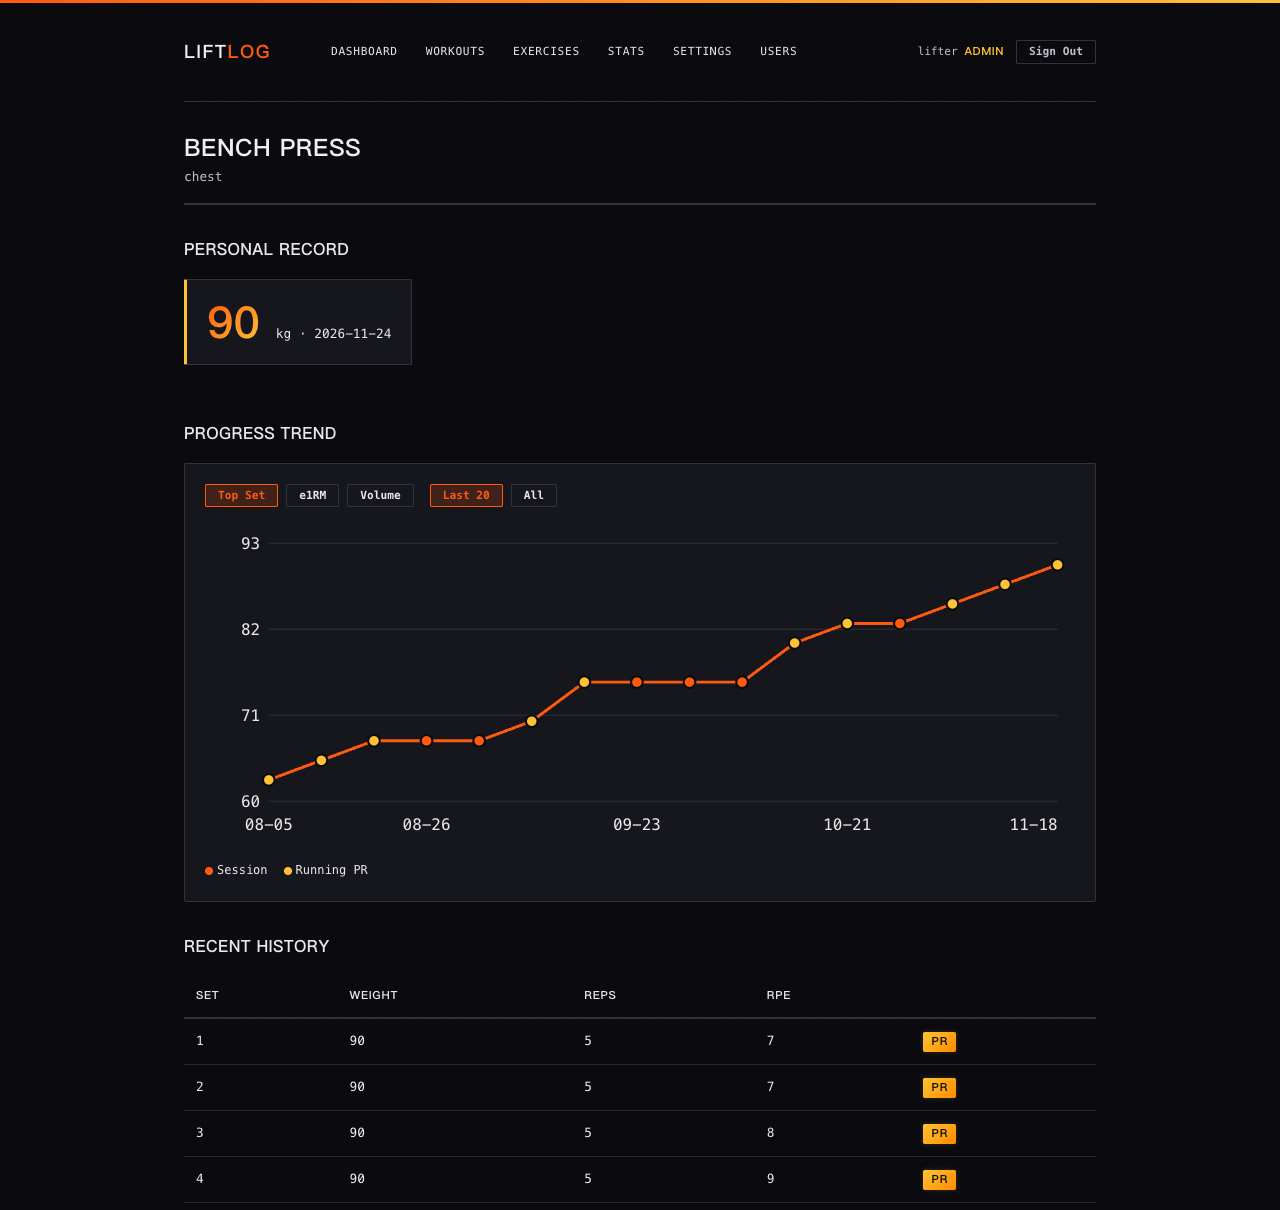 LIFTLOG DASHBOARD WORKOUTS EXERCISES STATS SETTINGS USERS lifter ADMIN Sign Out
BENCH PRESS
chest
PERSONAL RECORD
90 kg · 2026-11-24
PROGRESS TREND
Top Set e1RM Volume Last 20 All
93
82
71
60
08-05 08-26 09-23 10-21 11-18
Session Running PR
RECENT HISTORY
SET WEIGHT REPS RPE
1 90 5 7 PR
2 90 5 7 PR
3 90 5 8 PR
4 90 5 9 PR